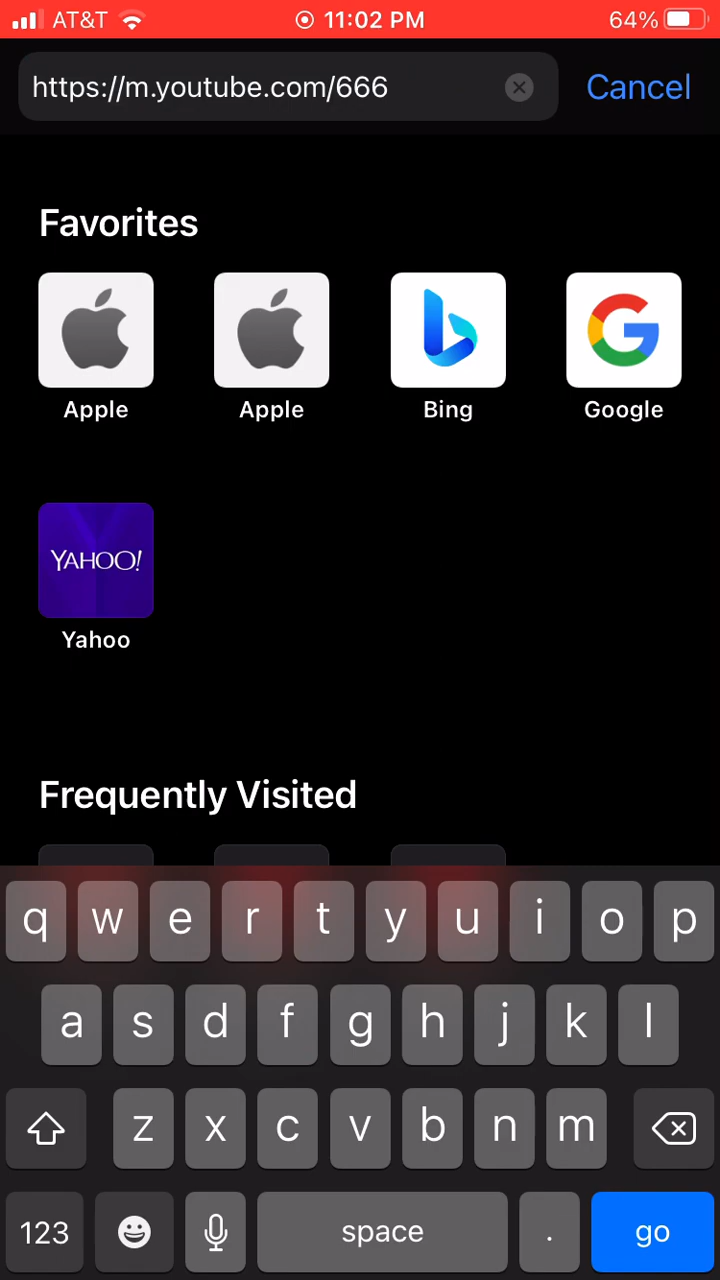 AT&T 11:02 PM 64%
https://m.youtube.com/666 Cancel
Favorites
Apple Apple Bing Google
YAHOO!
Yahoo
Frequently Visited
q w e r t y u i o p
a s d f g h j k l
z x c v b n m
123 space . go